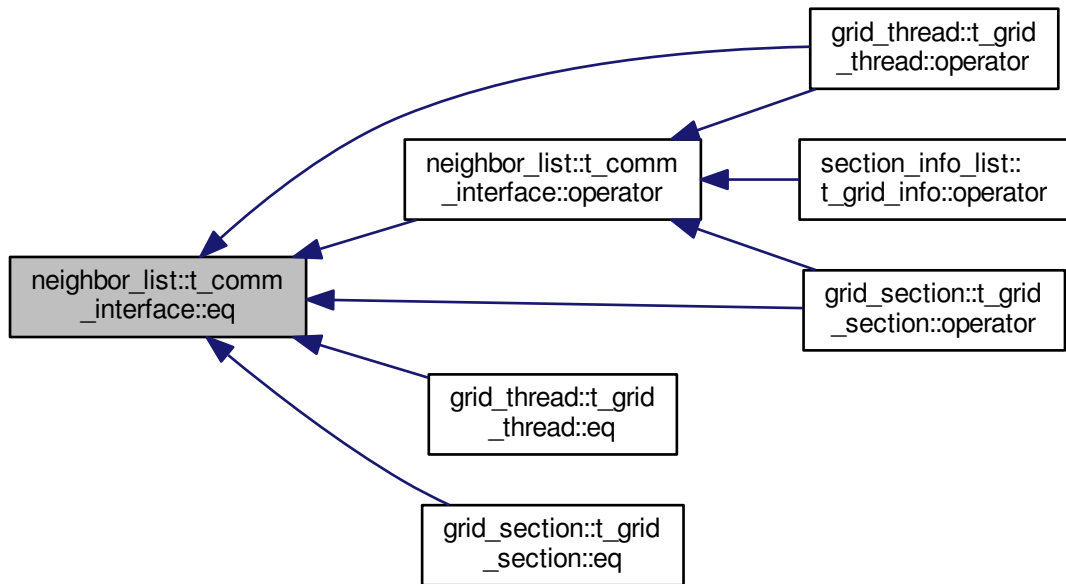 grid_thread::t_grid
_thread::operator
neighbor_list::t_comm
_interface::operator
section_info_list::
t_grid_info::operator
neighbor_list::t_comm
_interface::eq
grid_section::t_grid
_section::operator
grid_thread::t_grid
_thread::eq
grid_section::t_grid
_section::eq